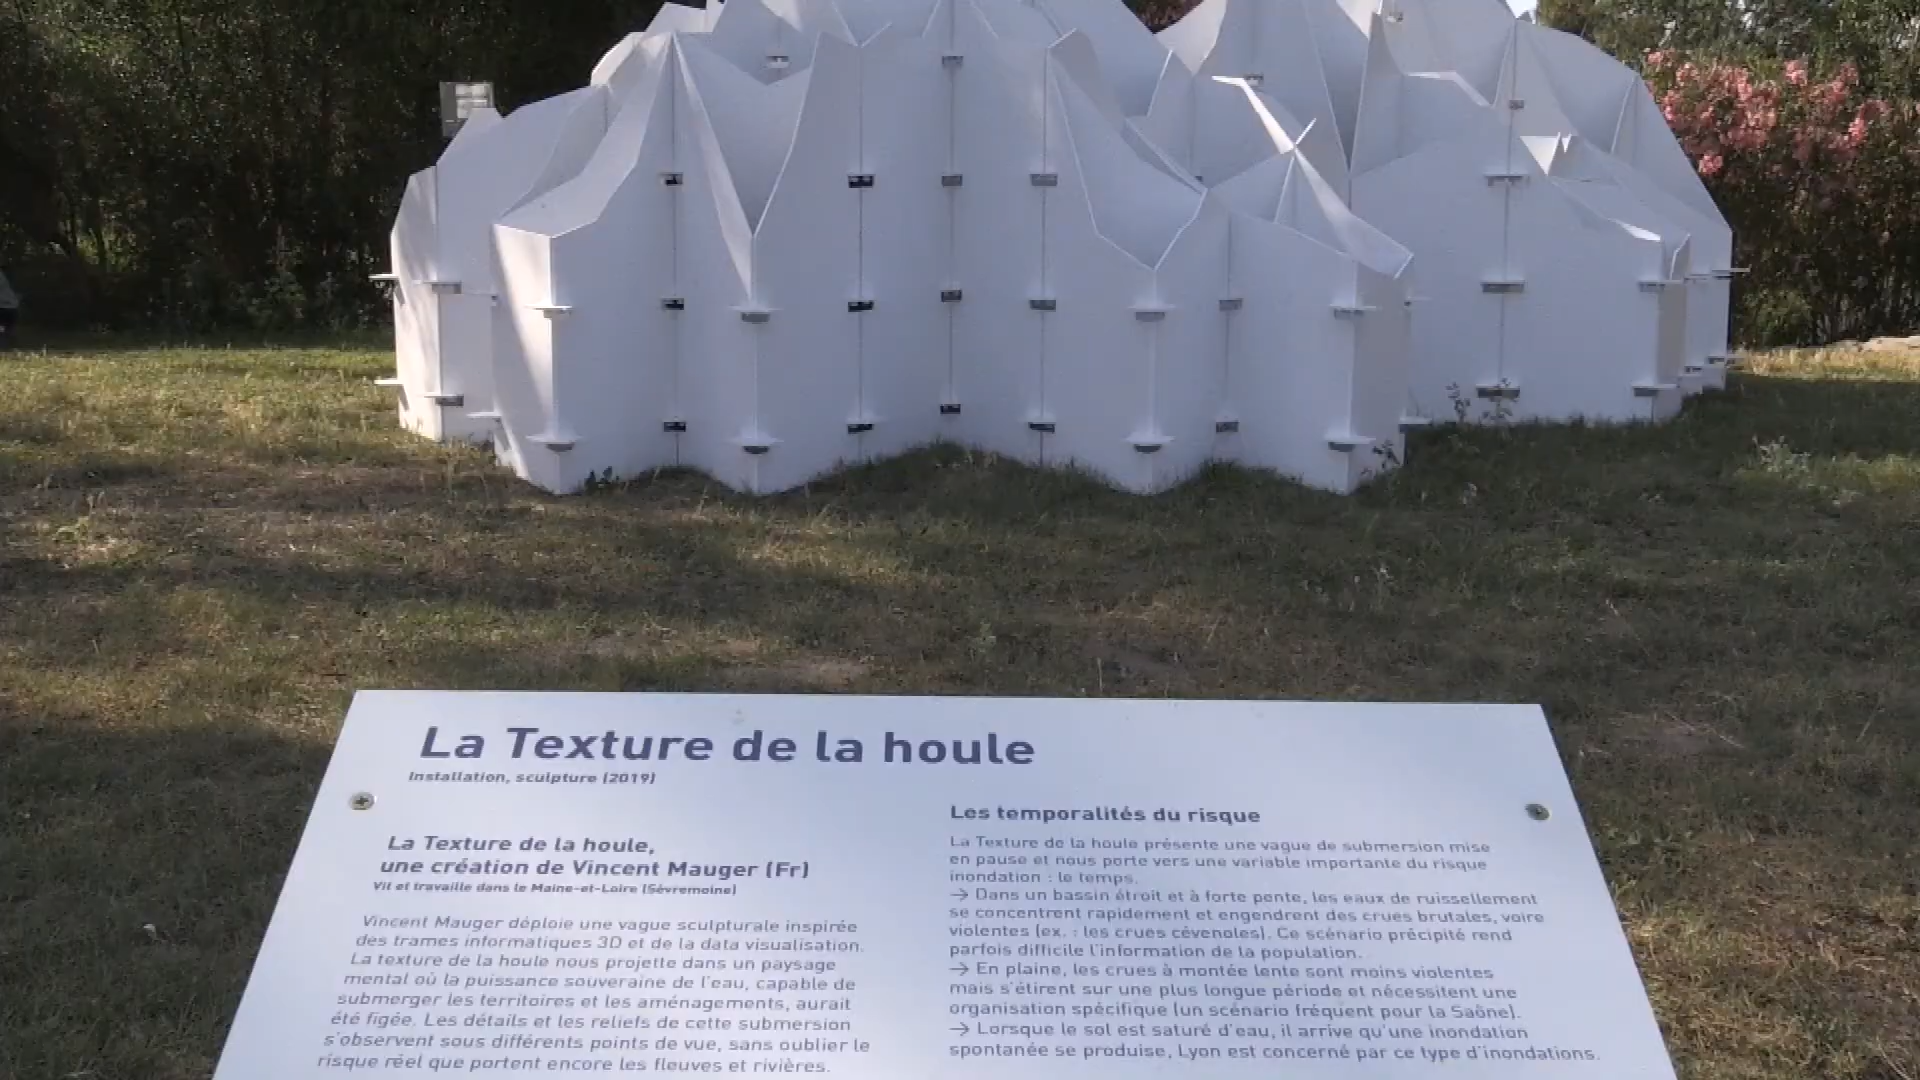 La Texture de la houle
Installation, sculpture (2019)
La Texture de la houle,
une création de Vincent Mauger (Fr)
Vit et travaille dans le Maine-et-Loire (Sèvremoine)
Vincent Mauger déploie une vague sculpturale inspirée
des trames informatiques 3D et de la data visualisation.
La texture de la houle nous projette dans un paysage
mental où la puissance souveraine de l'eau, capable de
submerger les territoires et les aménagements, aurait
été figée. Les détails et les reliefs de cette submersion
s'observent sous différents points de vue, sans oublier le
risque réel que portent encore les fleuves et rivières.
Les temporalités du risque
La Texture de la houle présente une vague de submersion mise
en pause et nous porte vers une variable importante du risque
inondation : le temps.
→ Dans un bassin étroit et à forte pente, les eaux de ruissellement
se concentrent rapidement et engendrent des crues brutales, voire
violentes (ex. : les crues cévenoles). Ce scénario précipité rend
parfois difficile l'information de la population.
→ En plaine, les crues à montée lente sont moins violentes
mais s'étirent sur une plus longue période et nécessitent une
organisation spécifique (un scénario fréquent pour la Saône).
→ Lorsque le sol est saturé d'eau, il arrive qu'une inondation
spontanée se produise, Lyon est concerné par ce type d'inondations.